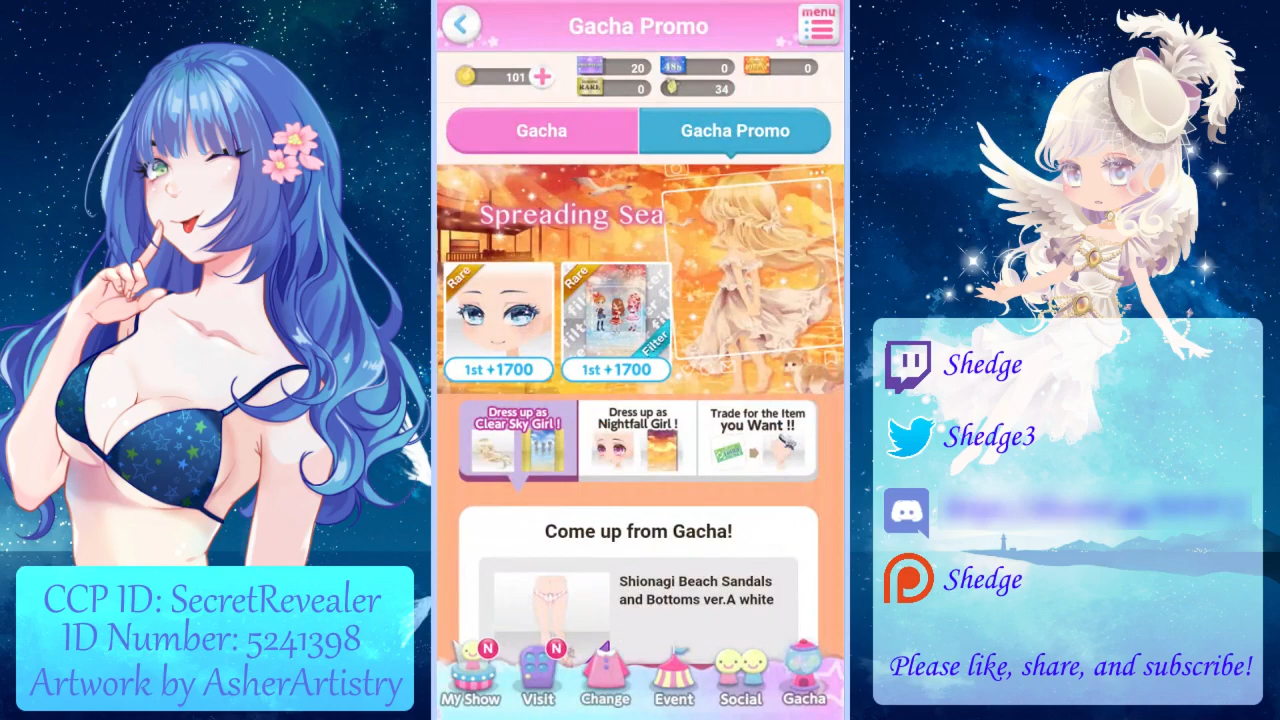 Gacha Promo
menu
101
20
0
0
0
34
Gacha
Gacha Promo
Spreading Sea
Rare
Rare
Filter
1st +1700
1st +1700
Dress up as
Clear Sky Girl !
Dress up as
Nightfall Girl !
Trade for the Item
you Want !!
Come up from Gacha!
Shionagi Beach Sandals
and Bottoms ver.A white
N
N
My Show
Visit
Change
Event
Social
Gacha
CCP ID: SecretRevealer
ID Number: 5241398
Artwork by AsherArtistry
Shedge
Shedge3
Shedge
Please like, share, and subscribe!